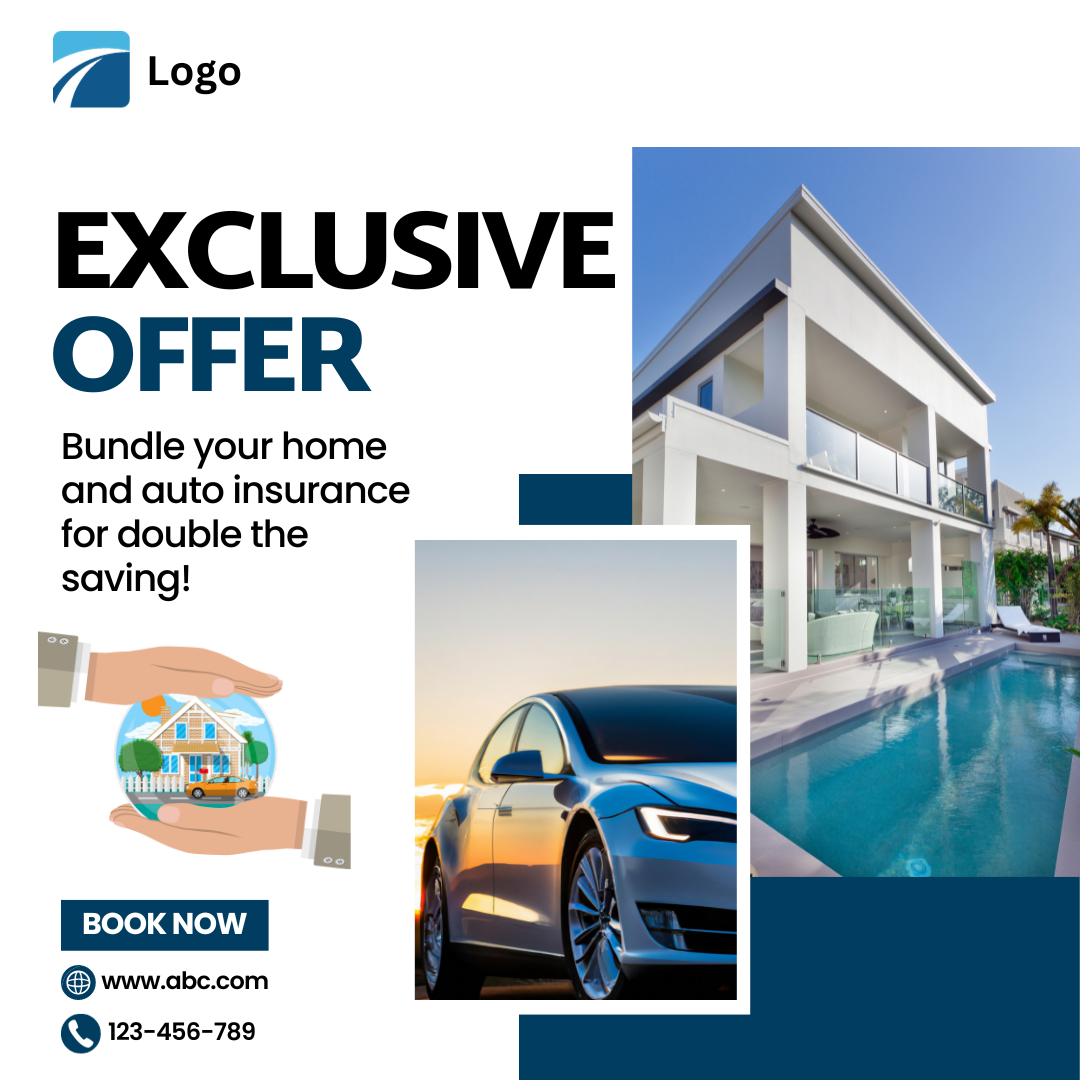 Logo
EXCLUSIVE
OFFER
Bundle your home
and auto insurance
for double the
saving!
BOOK NOW
www.abc.com
123-456-789